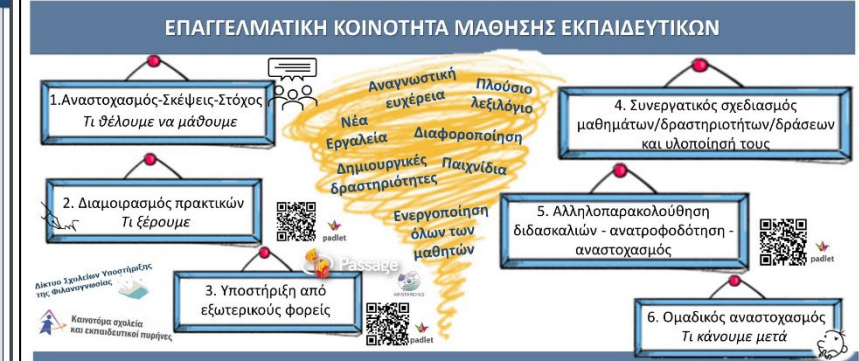 ΕΠΑΓΓΕΛΜΑΤΙΚΗ ΚΟΙΝΟΤΗΤΑ ΜΑΘΗΣΗΣ ΕΚΠΑΙΔΕΥΤΙΚΩΝ
1.Αναστοχασμός-Σκέψεις-Στόχος
Τι θέλουμε να μάθουμε
2. Διαμοιρασμός πρακτικών
Τι ξέρουμε
padlet
Δίκτυο Σχολείων Υποστήριξης
της Φιλαναγνωσίας
Καινοτόμα σχολεία
και εκπαιδευτικοί πυρήνες
3. Υποστήριξη από
εξωτερικούς φορείς
padlet
Αναγνωστική
ευχέρεια
Πλούσιο
λεξιλόγιο
Νέα
Εργαλεία
Διαφοροποίηση
Δημιουργικές
δραστηριότητες
Παιχνίδια
Ενεργοποίηση
όλων των
μαθητών
Passage
4. Συνεργατικός σχεδιασμός
μαθημάτων/δραστηριοτήτων/δράσεων
και υλοποίησή τους
5. Αλληλοπαρακολούθηση
διδασκαλιών - ανατροφοδότηση -
αναστοχασμός
padlet
6. Ομαδικός αναστοχασμός
Τι κάνουμε μετά